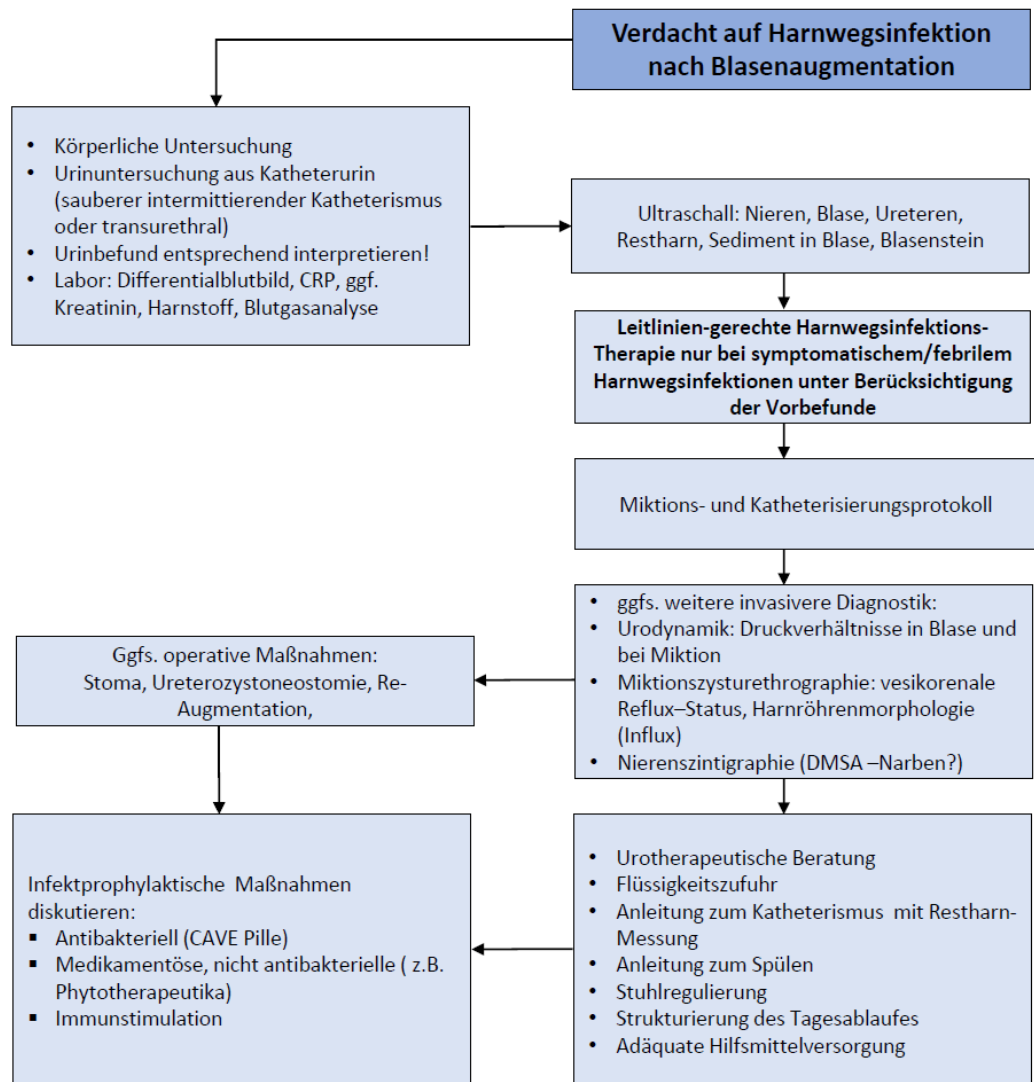 Verdacht auf Harnwegsinfektion
nach Blasenaugmentation
• Körperliche Untersuchung
• Urinuntersuchung aus Katheterurin
(sauberer intermittierender Katheterismus
oder transurethral)
• Urinbefund entsprechend interpretieren!
• Labor: Differentialblutbild, CRP, ggf.
Kreatinin, Harnstoff, Blutgasanalyse
Ultraschall: Nieren, Blase, Ureteren,
Restharn, Sediment in Blase, Blasenstein
Leitlinien-gerechte Harnwegsinfektions-
Therapie nur bei symptomatischem/febrilem
Harnwegsinfektionen unter Berücksichtigung
der Vorbefunde
Miktions- und Katheterisierungsprotokoll
• ggfs. weitere invasivere Diagnostik:
• Urodynamik: Druckverhältnisse in Blase und
bei Miktion
• Miktionszysturethrographie: vesikorenale
Reflux–Status, Harnröhrenmorphologie
(Influx)
• Nierenszintigraphie (DMSA –Narben?)
Ggfs. operative Maßnahmen:
Stoma, Ureterozystoneostomie, Re-
Augmentation,
• Urotherapeutische Beratung
• Flüssigkeitszufuhr
• Anleitung zum Katheterismus mit Restharn-
Messung
• Anleitung zum Spülen
• Stuhlregulierung
• Strukturierung des Tagesablaufes
• Adäquate Hilfsmittelversorgung
Infektprophylaktische Maßnahmen
diskutieren:
▪ Antibakteriell (CAVE Pille)
▪ Medikamentöse, nicht antibakterielle ( z.B.
Phytotherapeutika)
▪ Immunstimulation